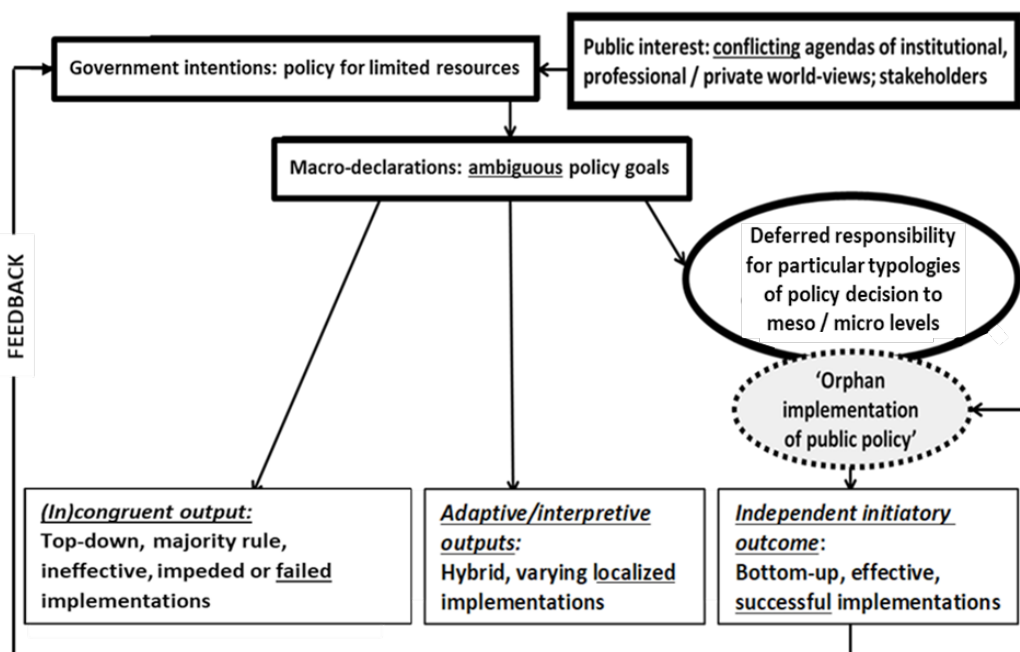 Government intentions: policy for limited resources
Public interest: conflicting agendas of institutional,
professional / private world-views; stakeholders
Macro-declarations: ambiguous policy goals
Deferred responsibility
for particular typologies
of policy decision to
meso / micro levels
FEEDBACK
‘Orphan
implementation
of public policy’
(In)congruent output:
Top-down, majority rule,
ineffective, impeded or failed
implementations
Adaptive/interpretive
outputs:
Hybrid, varying localized
implementations
Independent initiatory
outcome:
Bottom-up, effective,
successful implementations